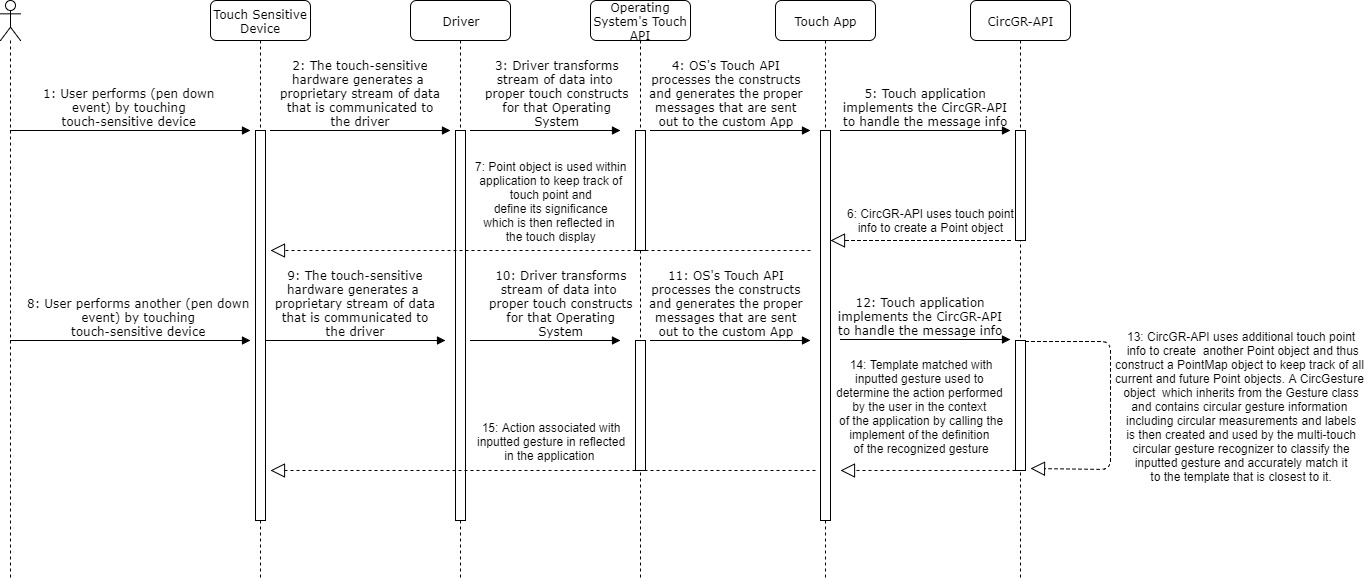 Touch Sensitive
Device
Driver
Operating
System's Touch
API
Touch App
CircGR-API
1: User performs (pen down
event) by touching
touch-sensitive device
2: The touch-sensitive
hardware generates a
proprietary stream of data
that is communicated to
the driver
3: Driver transforms
stream of data into
proper touch constructs
for that Operating
System
4: OS's Touch API
processes the constructs
and generates the proper
messages that are sent
out to the custom App
5: Touch application
implements the CircGR-API
to handle the message info
6: CircGR-API uses touch point
info to create a Point object
7: Point object is used within
application to keep track of
touch point and
define its significance
which is then reflected in
the touch display
8: User performs another (pen down
event) by touching
touch-sensitive device
9: The touch-sensitive
hardware generates a
proprietary stream of data
that is communicated to
the driver
10: Driver transforms
stream of data into
proper touch constructs
for that Operating
System
11: OS's Touch API
processes the constructs
and generates the proper
messages that are sent
out to the custom App
12: Touch application
implements the CircGR-API
to handle the message info
13: CircGR-API uses additional touch point
info to create  another Point object and thus
construct a PointMap object to keep track of all
current and future Point objects. A CircGesture
object  which inherits from the Gesture class
and contains circular gesture information
including circular measurements and labels
is then created and used by the multi-touch
circular gesture recognizer to classify the
inputted gesture and accurately match it
to the template that is closest to it.
14: Template matched with
inputted gesture used to
determine the action performed
by the user in the context
of the application by calling the
implement of the definition
of the recognized gesture
15: Action associated with
inputted gesture in reflected
in the application